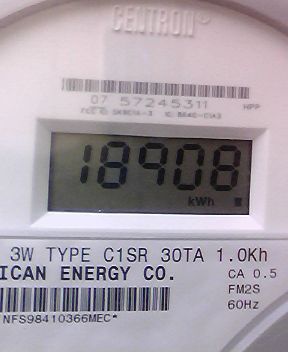 CENTRON
07 57245311
HPP
18908
kWh
3W TYPE C1SR 30TA 1.0Kh
ICAN ENERGY CO.
CA 0.5
FM2S
60Hz
NFS98410366MEC*